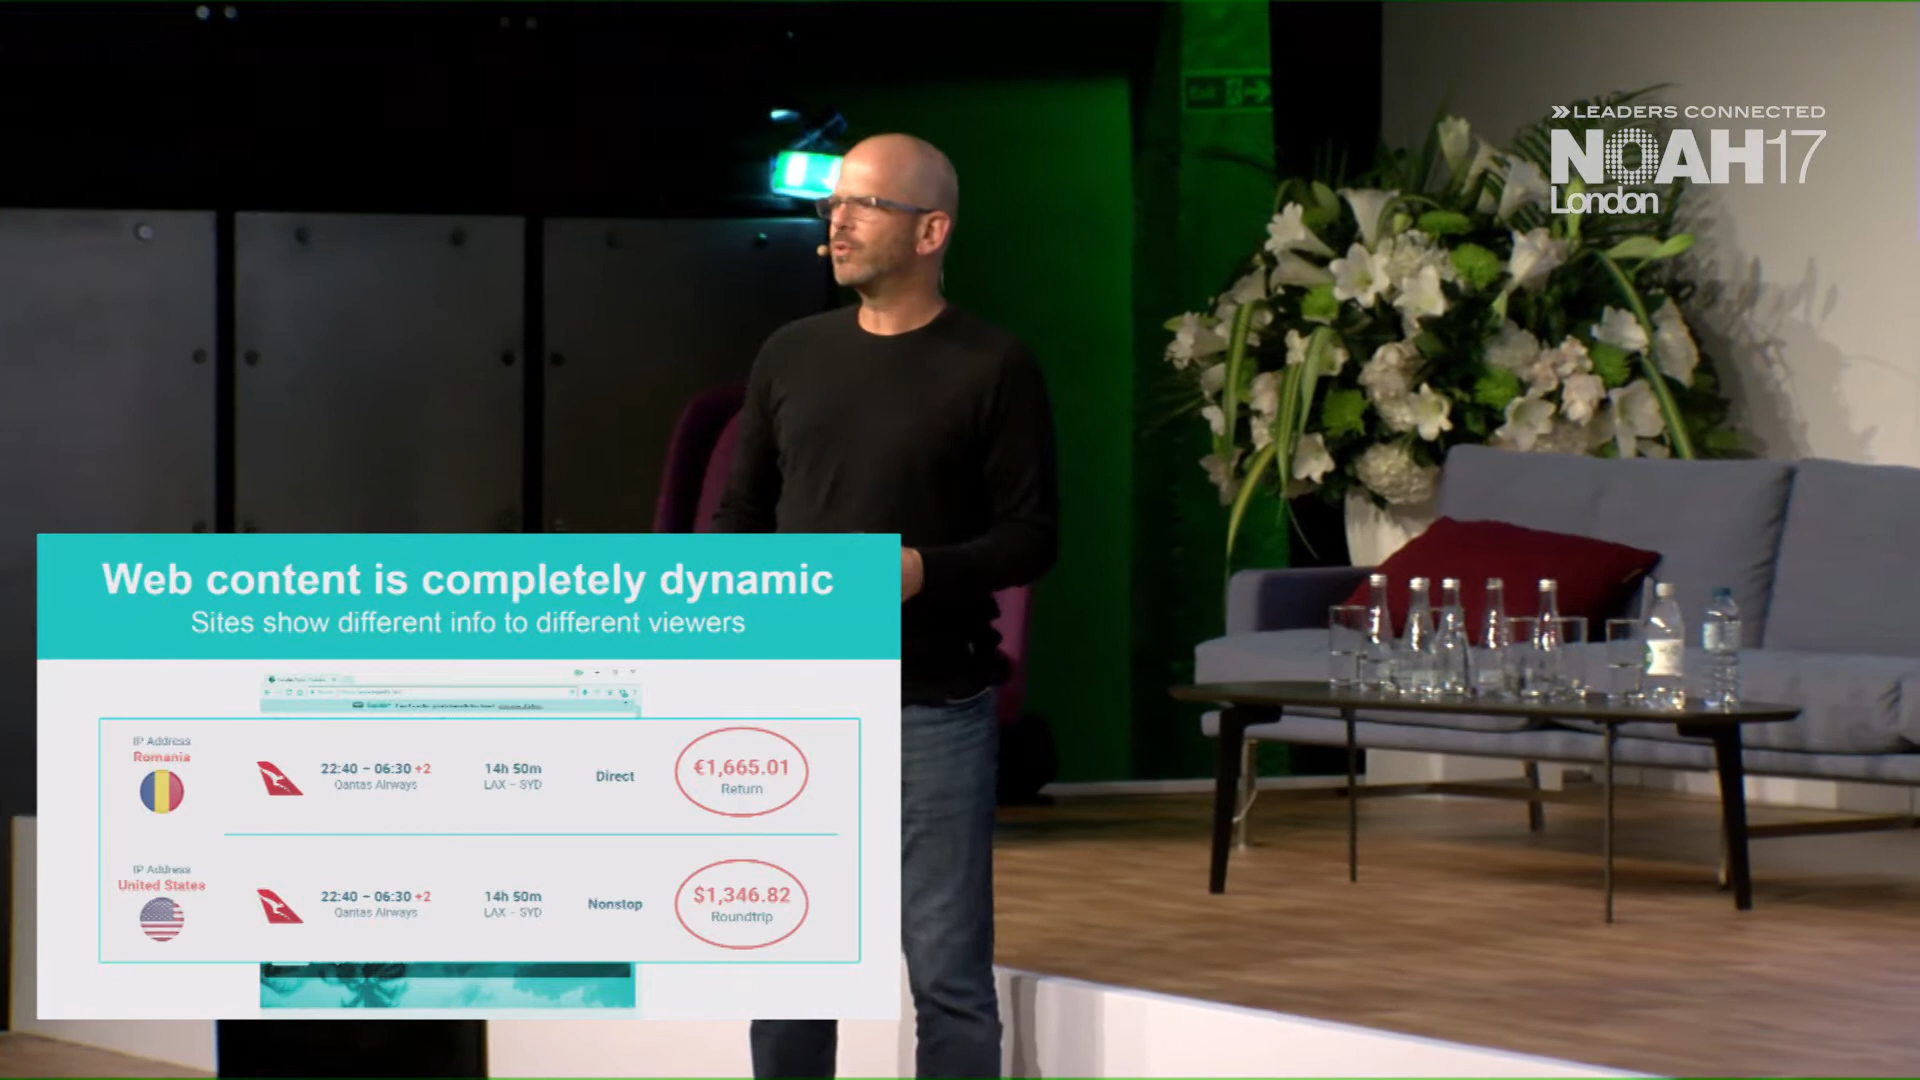 Exit
LEADERS CONNECTED
NOAH17
London
Web content is completely dynamic
Sites show different info to different viewers
IP Address
Romania
22:40 – 06:30 +2
Qantas Airways
14h 50m
LAX – SYD
Direct
€1,665.01
Return
IP Address
United States
22:40 – 06:30 +2
Qantas Airways
14h 50m
LAX – SYD
Nonstop
$1,346.82
Roundtrip